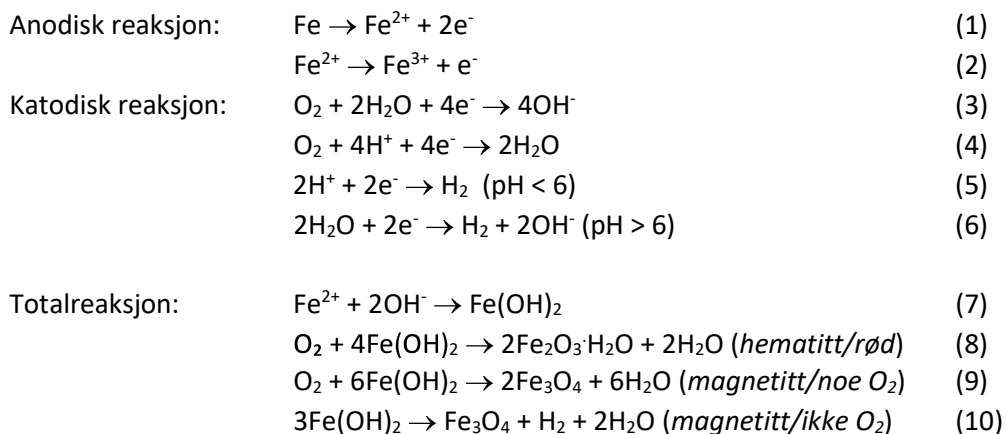 Anodisk reaksjon: Fe → Fe²⁺ + 2e⁻ (1)
Fe²⁺ → Fe³⁺ + e⁻ (2)
Katodisk reaksjon: O₂ + 2H₂O + 4e⁻ → 4OH⁻ (3)
O₂ + 4H⁺ + 4e⁻ → 2H₂O (4)
2H⁺ + 2e⁻ → H₂ (pH < 6) (5)
2H₂O + 2e⁻ → H₂ + 2OH⁻ (pH > 6) (6)
Totalreaksjon: Fe²⁺ + 2OH⁻ → Fe(OH)₂ (7)
O₂ + 4Fe(OH)₂ → 2Fe₂O₃·H₂O + 2H₂O (hematitt/rød) (8)
O₂ + 6Fe(OH)₂ → 2Fe₃O₄ + 6H₂O (magnetitt/noe O₂) (9)
3Fe(OH)₂ → Fe₃O₄ + H₂ + 2H₂O (magnetitt/ikke O₂) (10)